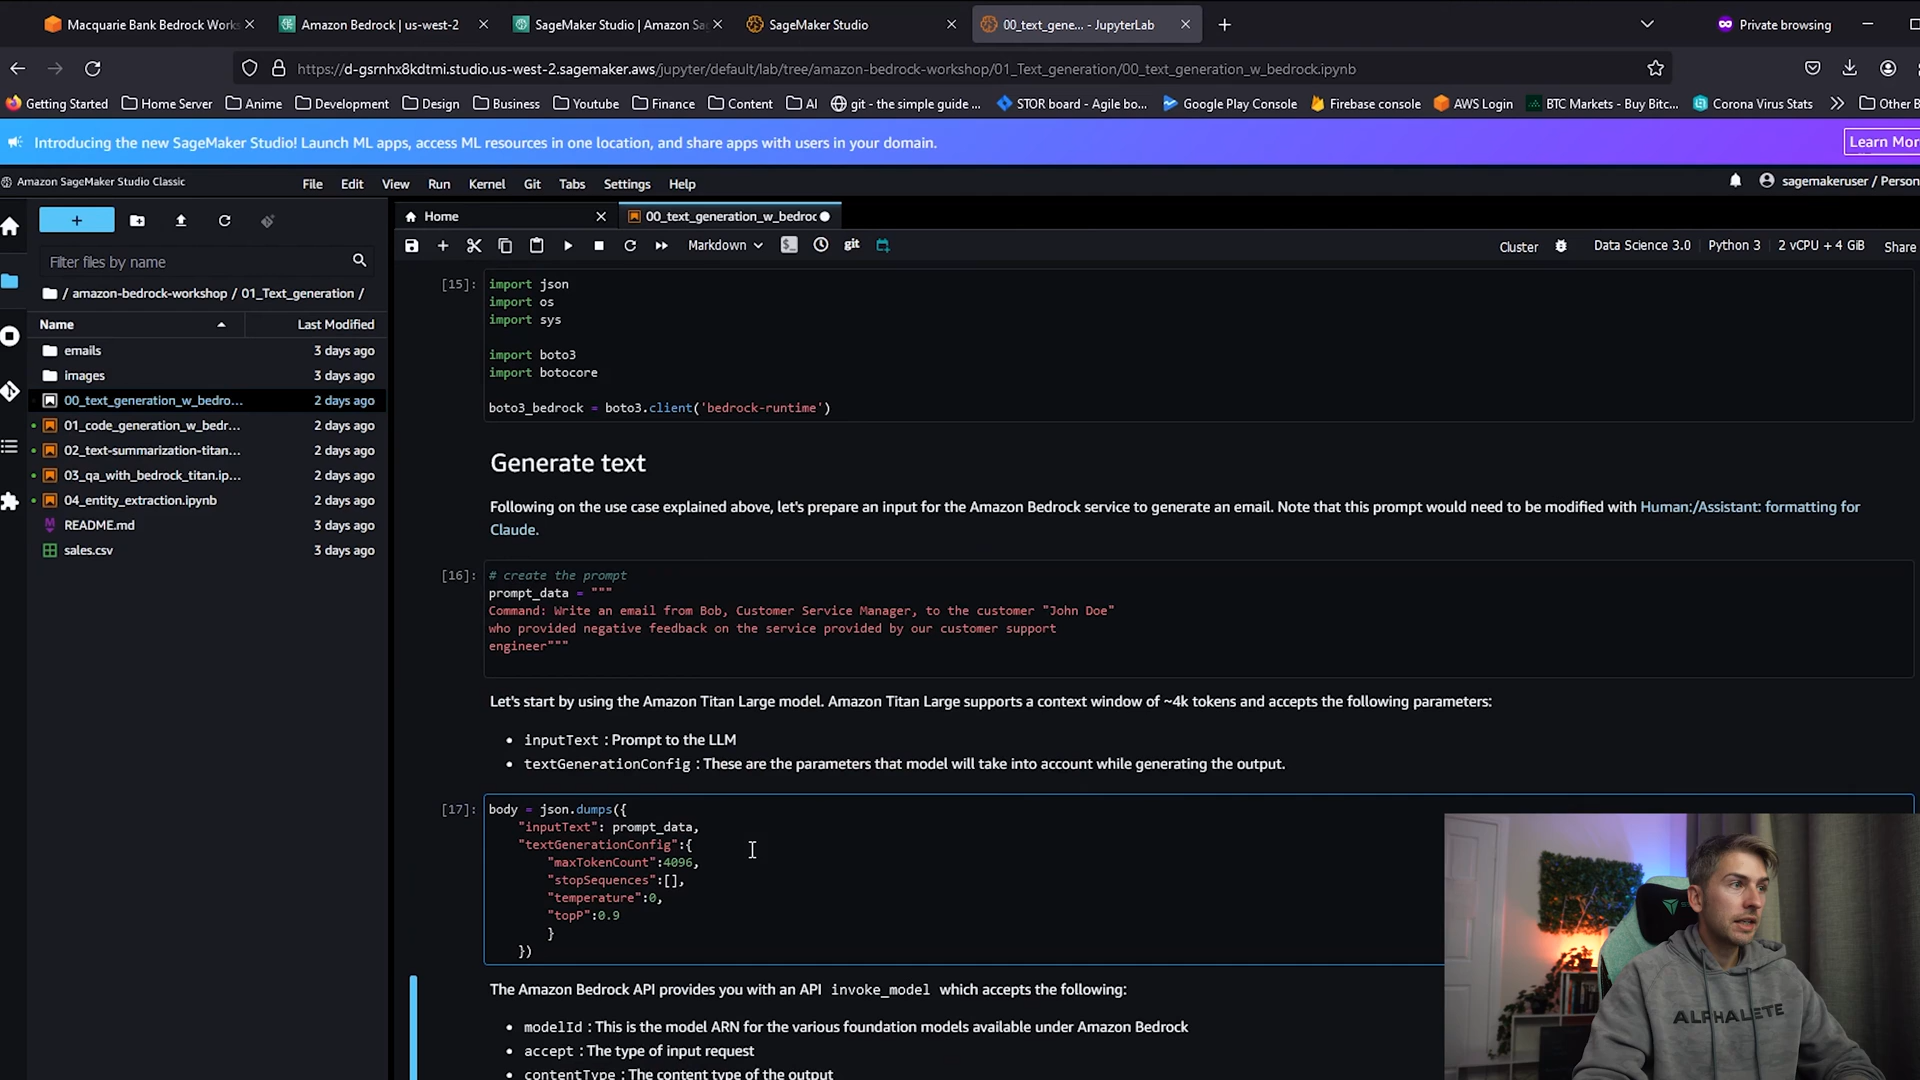 Macquarie Bank Bedrock Works
Amazon Bedrock | us-west-2
SageMaker Studio | Amazon Sa
SageMaker Studio
00_text_gene... - JupyterLab
Private browsing
https://d-gsrnhx8kdtmi.studio.us-west-2.sagemaker.aws/jupyter/default/lab/tree/amazon-bedrock-workshop/01_Text_generation/00_text_generation_w_bedrock.ipynb
Getting Started
Home Server
Anime
Development
Design
Business
Youtube
Finance
Content
AI
git - the simple guide ...
STOR board - Agile bo...
Google Play Console
Firebase console
AWS Login
BTC Markets - Buy Bitc...
Corona Virus Stats
Other B
Introducing the new SageMaker Studio! Launch ML apps, access ML resources in one location, and share apps with users in your domain.
Learn Mor
Amazon SageMaker Studio Classic
File Edit View Run Kernel Git Tabs Settings Help
sagemakeruser / Person
Home
00_text_generation_w_bedroc
Markdown
git
Cluster
Data Science 3.0
Python 3
2 vCPU + 4 GiB
Share
Filter files by name
/ amazon-bedrock-workshop / 01_Text_generation /
Name Last Modified
emails 3 days ago
images 3 days ago
00_text_generation_w_bedro... 2 days ago
01_code_generation_w_bedr... 2 days ago
02_text-summarization-titan... 2 days ago
03_qa_with_bedrock_titan.ip... 2 days ago
04_entity_extraction.ipynb 2 days ago
README.md 3 days ago
sales.csv 3 days ago
[15]:
import json
import os
import sys
import boto3
import botocore
boto3_bedrock = boto3.client('bedrock-runtime')
Generate text
Following on the use case explained above, let's prepare an input for the Amazon Bedrock service to generate an email. Note that this prompt would need to be modified with Human:/Assistant: formatting for
Claude.
[16]:
# create the prompt
prompt_data = """
Command: Write an email from Bob, Customer Service Manager, to the customer "John Doe"
who provided negative feedback on the service provided by our customer support
engineer"""
Let's start by using the Amazon Titan Large model. Amazon Titan Large supports a context window of ~4k tokens and accepts the following parameters:
• inputText : Prompt to the LLM
• textGenerationConfig : These are the parameters that model will take into account while generating the output.
[17]:
body = json.dumps({
"inputText": prompt_data,
"textGenerationConfig":{
"maxTokenCount":4096,
"stopSequences":[],
"temperature":0,
"topP":0.9
}
})
The Amazon Bedrock API provides you with an API invoke_model which accepts the following:
• modelId : This is the model ARN for the various foundation models available under Amazon Bedrock
• accept : The type of input request
• contentType : The content type of the output
ALPHALETE